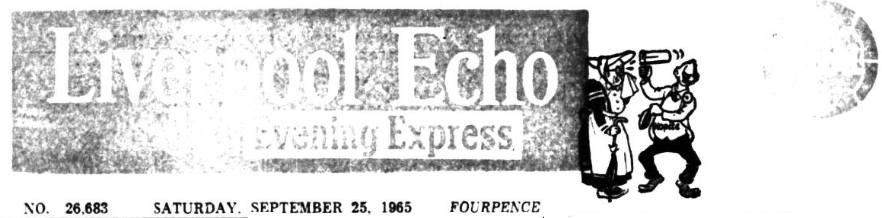 Liverpool Echo
Evening Express
NO. 26,683 SATURDAY, SEPTEMBER 25, 1965 FOURPENCE